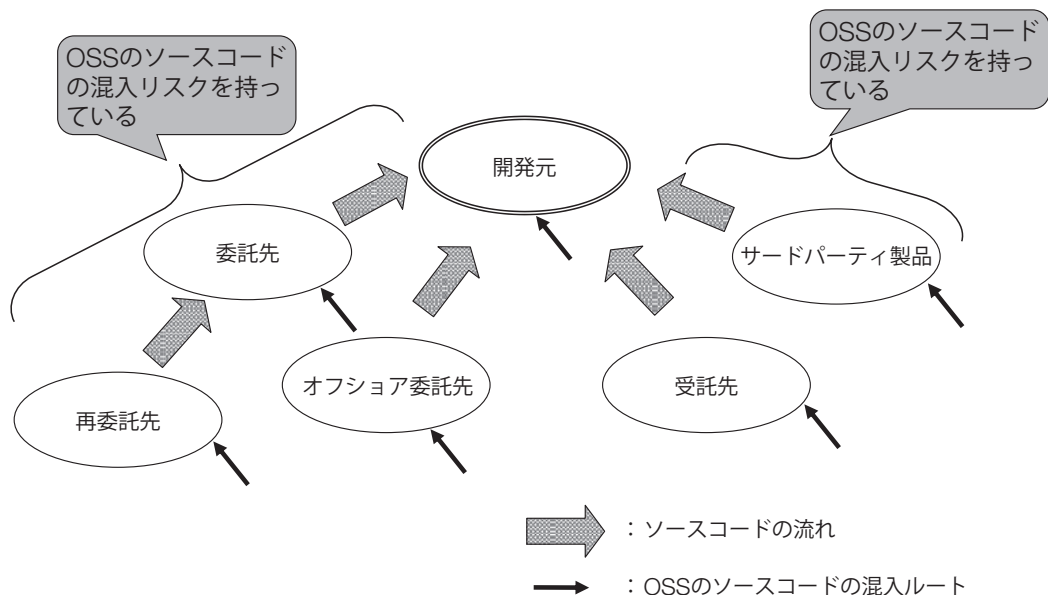 OSSのソースコード
の混入リスクを持っ
ている
OSSのソースコード
の混入リスクを持っ
ている
開発元
委託先
サードパーティ製品
再委託先
オフショア委託先
受託先
：ソースコードの流れ
：OSSのソースコードの混入ルート